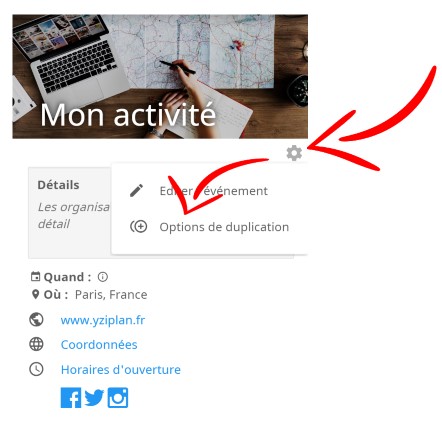 Mon activité
Détails
Editer l'événement
Les organisa
détail
Options de duplication
Quand :
Où : Paris, France
www.yziplan.fr
Coordonnées
Horaires d'ouverture